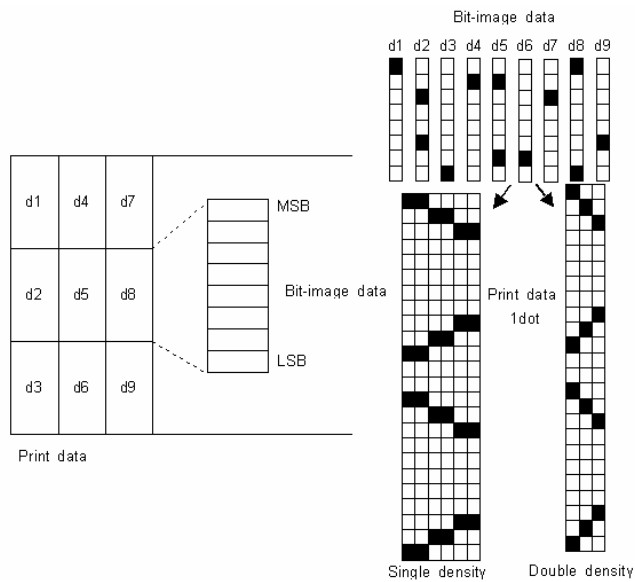 Bit-image data
d1 d2 d3 d4 d5 d6 d7 d8 d9
d1 d4 d7
MSB
d2 d5 d8
Bit-image data
LSB
d3 d6 d9
Print data
Print data
1dot
Single density
Double density